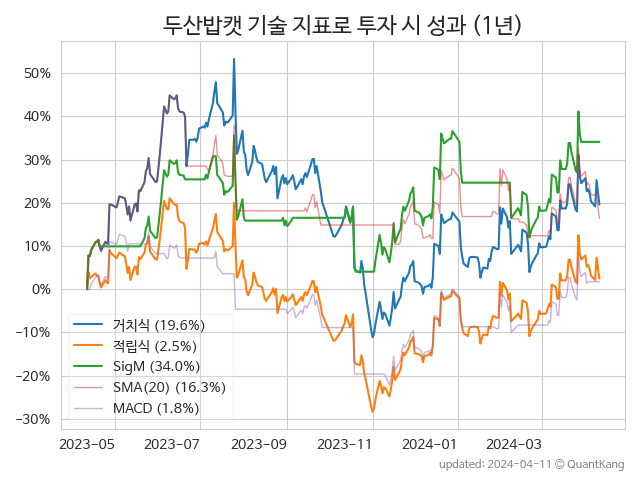 두산밥캣 기술 지표로 투자 시 성과 (1년)
50%
40%
30%
20%
10%
0%
−10%
−20%
−30%
거치식 (19.6%)
적립식 (2.5%)
SigM (34.0%)
SMA(20) (16.3%)
MACD (1.8%)
2023-05
2023-07
2023-09
2023-11
2024-01
2024-03
updated: 2024-04-11 © QuantKang